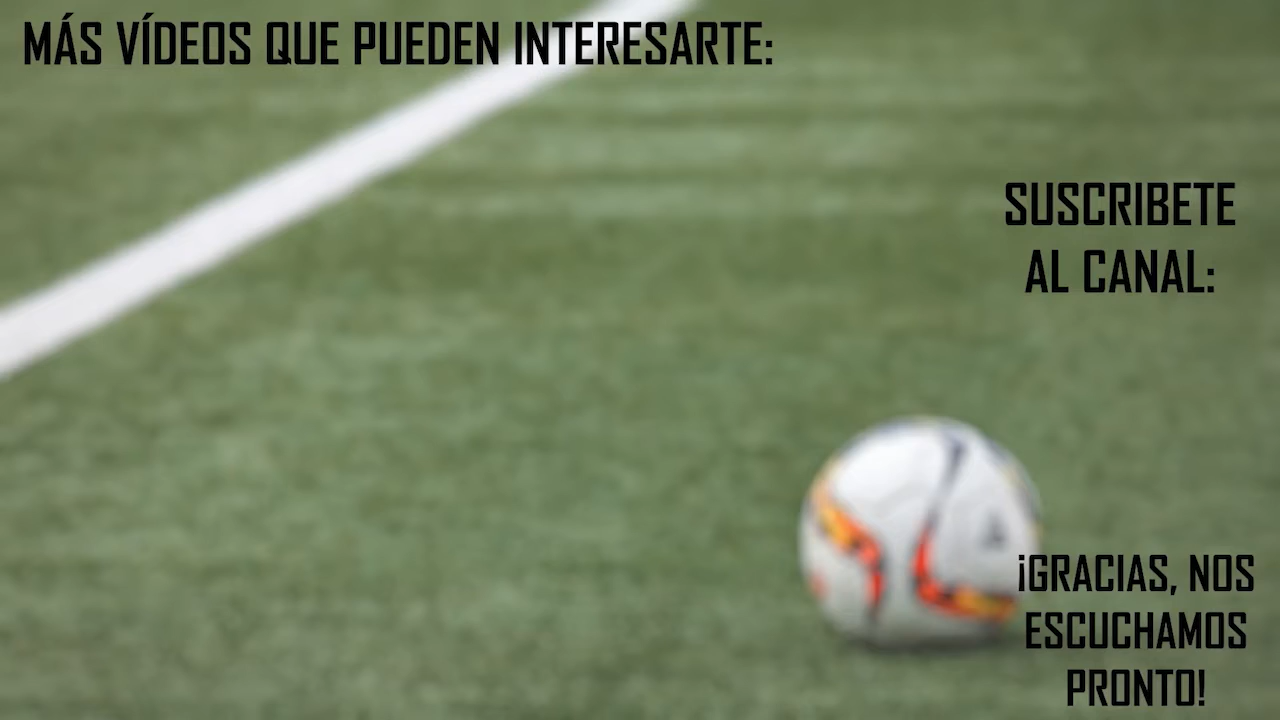 MÁS VÍDEOS QUE PUEDEN INTERESARTE:
SUSCRIBETE
AL CANAL:
¡GRACIAS, NOS
ESCUCHAMOS
PRONTO!